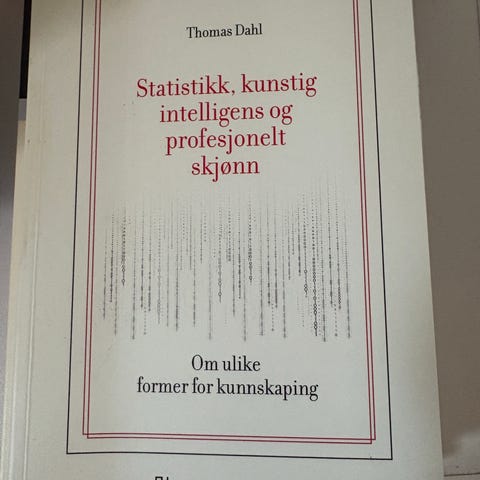 Thomas Dahl
Statistikk, kunstig
intelligens og
profesjonelt
skjønn
Om ulike
former for kunnskaping